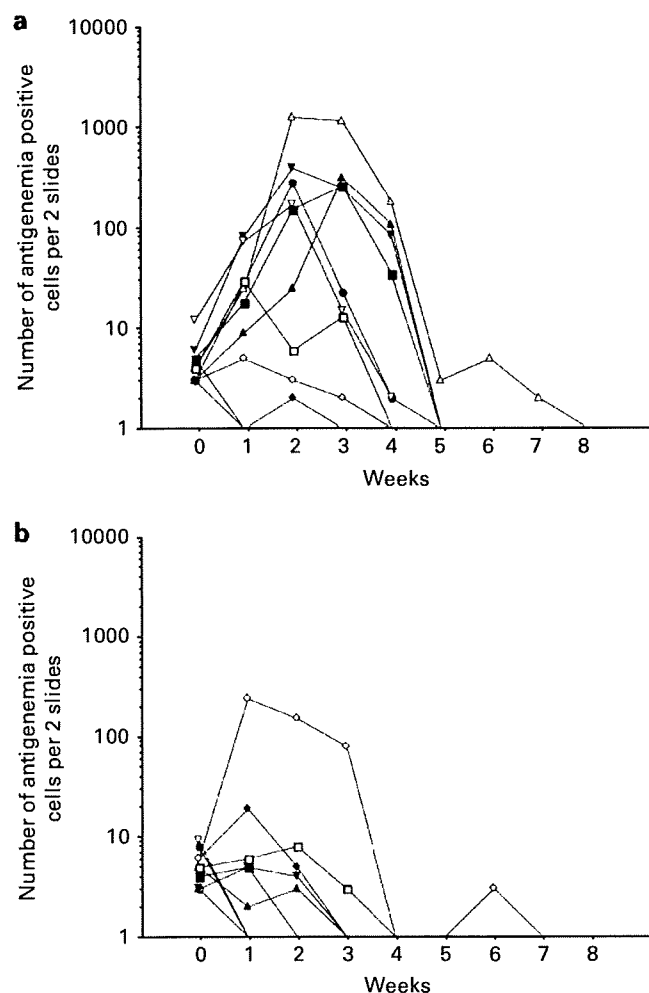 a
10000
1000
100
10
1
Number of antigenemia positive
cells per 2 slides
0 1 2 3 4 5 6 7 8
Weeks
b
10000
1000
100
10
1
Number of antigenemia positive
cells per 2 slides
0 1 2 3 4 5 6 7 8
Weeks